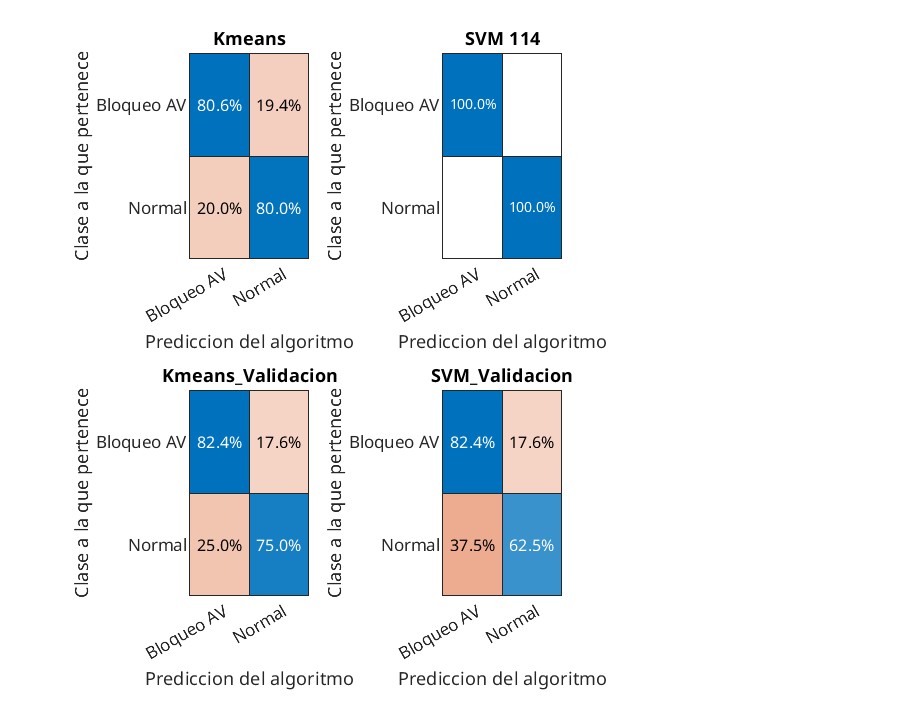 Kmeans
Clase a la que pertenece
Bloqueo AV
80.6%
19.4%
Normal
20.0%
80.0%
Bloqueo AV
Normal
Prediccion del algoritmo
SVM 114
Clase a la que pertenece
Bloqueo AV
100.0%
Normal
100.0%
Bloqueo AV
Normal
Prediccion del algoritmo
Kmeans_Validacion
Clase a la que pertenece
Bloqueo AV
82.4%
17.6%
Normal
25.0%
75.0%
Bloqueo AV
Normal
Prediccion del algoritmo
SVM_Validacion
Clase a la que pertenece
Bloqueo AV
82.4%
17.6%
Normal
37.5%
62.5%
Bloqueo AV
Normal
Prediccion del algoritmo